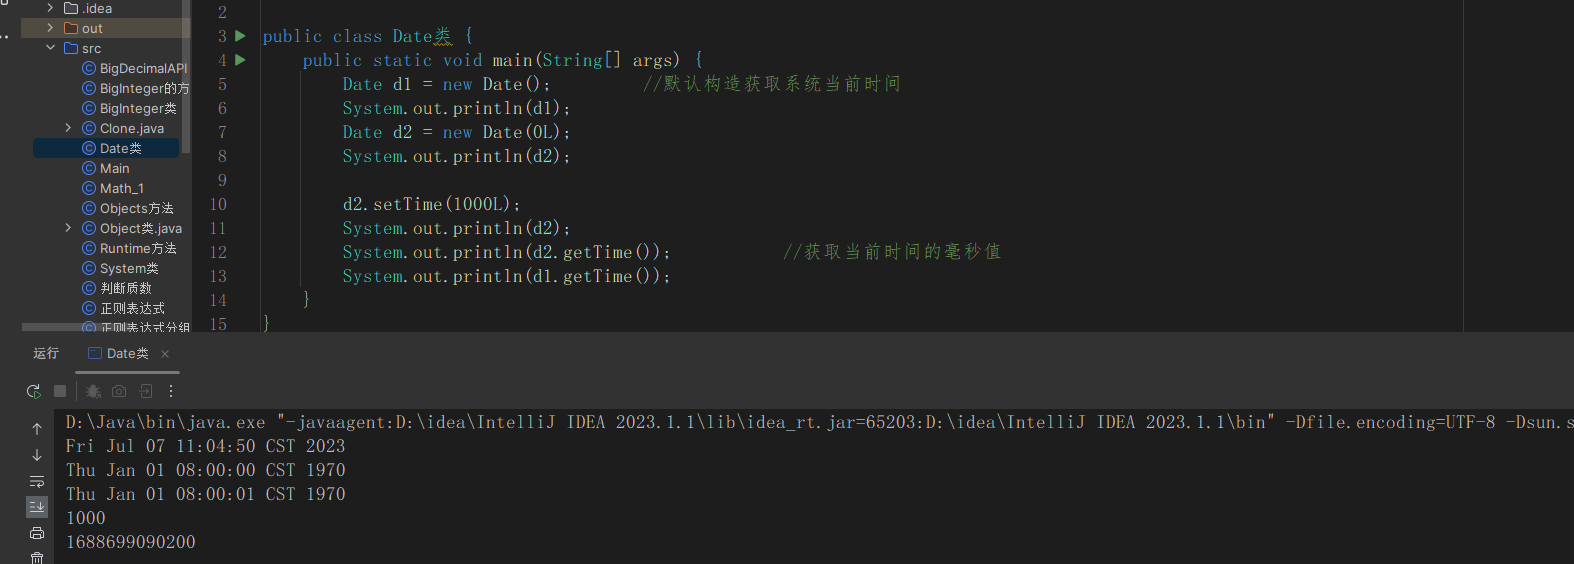 .idea
out
src
BigDecimalAPI
BigInteger的方
BigInteger类
Clone.java
Date类
Main
Math_1
Objects方法
Object类.java
Runtime方法
System类
判断质数
正则表达式
正则表达式分组
2
3 public class Date类 {
4 public static void main(String[] args) {
5 Date d1 = new Date(); //默认构造获取系统当前时间
6 System.out.println(d1);
7 Date d2 = new Date(0L);
8 System.out.println(d2);
9
10 d2.setTime(1000L);
11 System.out.println(d2);
12 System.out.println(d2.getTime()); //获取当前时间的毫秒值
13 System.out.println(d1.getTime());
14 }
15 }
运行 Date类
D:\Java\bin\java.exe "-javaagent:D:\idea\IntelliJ IDEA 2023.1.1\lib\idea_rt.jar=65203:D:\idea\IntelliJ IDEA 2023.1.1\bin" -Dfile.encoding=UTF-8 -Dsun.s
Fri Jul 07 11:04:50 CST 2023
Thu Jan 01 08:00:00 CST 1970
Thu Jan 01 08:00:01 CST 1970
1000
1688699090200